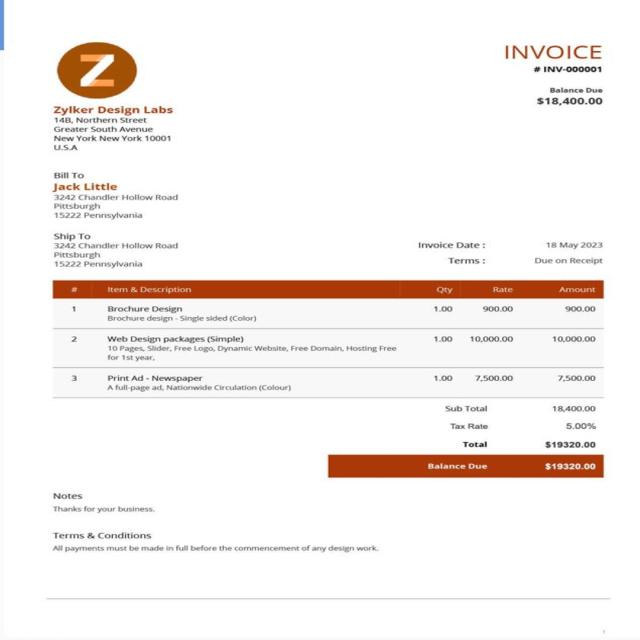 Z
INVOICE
# INV-000001
Balance Due
$18,400.00
Zylker Design Labs
14B, Northern Street
Greater South Avenue
New York New York 10001
U.S.A
Bill To
Jack Little
3242 Chandler Hollow Road
Pittsburgh
15222 Pennsylvania
Ship To
3242 Chandler Hollow Road
Pittsburgh
15222 Pennsylvania
Invoice Date : 18 May 2023
Terms : Due on Receipt
# Item & Description Qty Rate Amount
1 Brochure Design 1.00 900.00 900.00
Brochure design - Single sided (Color)
2 Web Design packages (Simple) 1.00 10,000.00 10,000.00
10 Pages, Slider, Free Logo, Dynamic Website, Free Domain, Hosting Free
for 1st year,
3 Print Ad - Newspaper 1.00 7,500.00 7,500.00
A full-page ad, Nationwide Circulation (Colour)
Sub Total 18,400.00
Tax Rate 5.00%
Total $19320.00
Balance Due $19320.00
Notes
Thanks for your business.
Terms & Conditions
All payments must be made in full before the commencement of any design work.